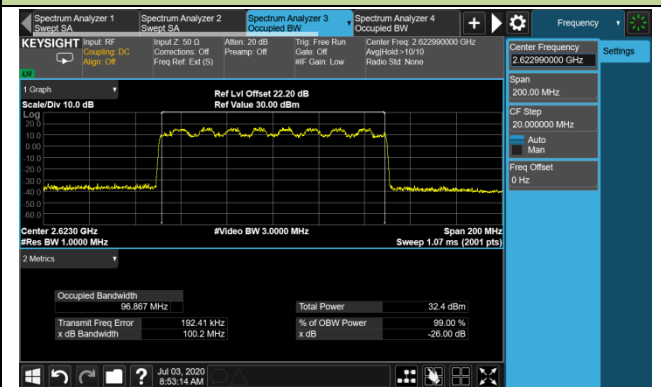 Spectrum Analyzer 1
Swept SA
Spectrum Analyzer 2
Swept SA
Spectrum Analyzer 3
Occupied BW
Spectrum Analyzer 4
Occupied BW
Frequency
KEYSIGHT
Input: RF
Coupling: DC
Align: Off
Input Z: 50 Ω
Corrections: Off
Freq Ref: Ext (S)
Atten: 20 dB
Preamp: Off
Trig: Free Run
Gate: Off
#IF Gain: Low
Center Freq: 2.622990000 GHz
Avg|Hold:>10/10
Radio Std: None
LXI
Center Frequency
2.622990000 GHz
Settings
Span
200.00 MHz
CF Step
20.000000 MHz
Auto
Man
Freq Offset
0 Hz
1 Graph
Ref Lvl Offset 22.20 dB
Scale/Div 10.0 dB
Ref Value 30.00 dBm
Log
20.0
10.0
0.00
-10.0
-20.0
-30.0
-40.0
-50.0
-60.0
Center 2.6230 GHz
#Video BW 3.0000 MHz
Span 200 MHz
#Res BW 1.0000 MHz
Sweep 1.07 ms (2001 pts)
2 Metrics
Occupied Bandwidth
96.867 MHz
Total Power
32.4 dBm
Transmit Freq Error
192.41 kHz
% of OBW Power
99.00 %
x dB Bandwidth
100.2 MHz
x dB
-26.00 dB
?
Jul 03, 2020
8:53:14 AM